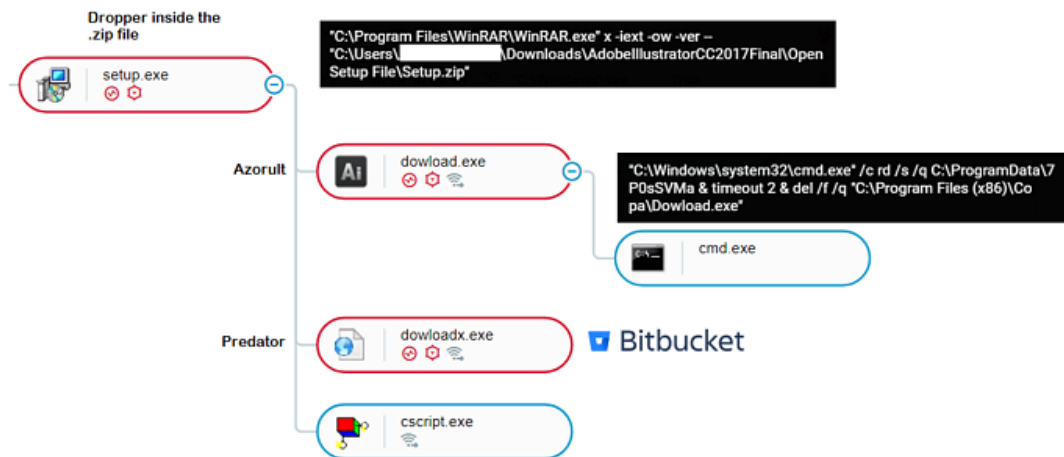 Dropper inside the
.zip file
"C:\Program Files\WinRAR\WinRAR.exe" x -iext -ow -ver --
"C:\Users\ \Downloads\AdobeIllustratorCC2017Final\Open
Setup File\Setup.zip"
setup.exe
Azorult
Ai
dowload.exe
"C:\Windows\system32\cmd.exe" /c rd /s /q C:\ProgramData\7
P0sSVMa & timeout 2 & del /f /q "C:\Program Files (x86)\Co
pa\Dowload.exe"
C:\_
cmd.exe
Predator
dowloadx.exe
Bitbucket
cscript.exe